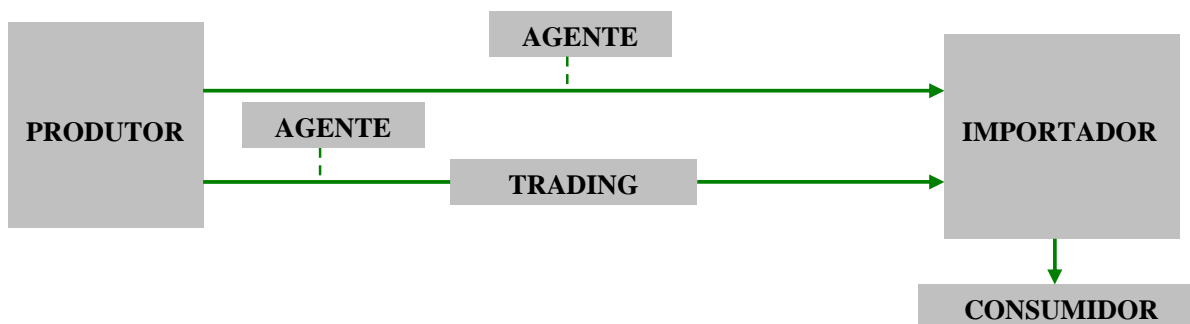 AGENTE
PRODUTOR
AGENTE
IMPORTADOR
TRADING
CONSUMIDOR